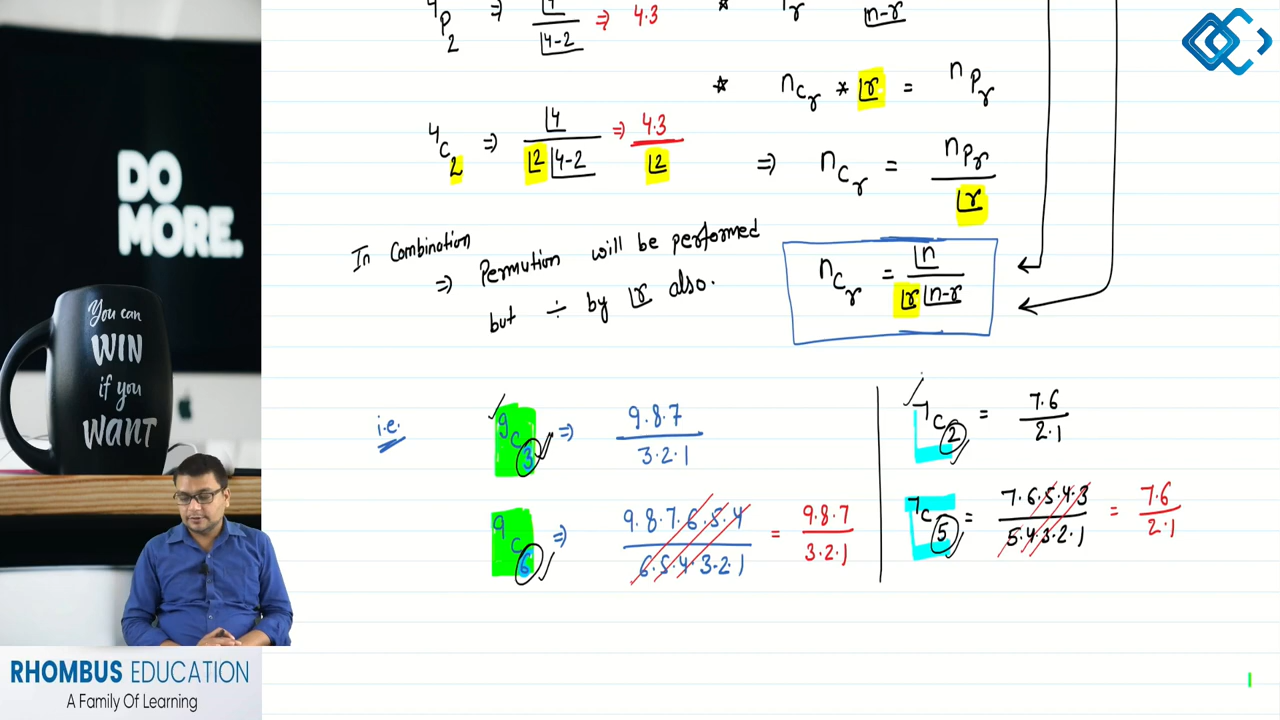 ⁴P₂ ⇒ |4 / |4-2 ⇒ 4.3
* ⁿPᵣ |n-r
* ⁿCᵣ * |r = ⁿPᵣ
⁴C₂ ⇒ |4 / |2 |4-2 ⇒ 4.3 / |2
⇒ ⁿCᵣ = ⁿPᵣ / |r
In Combination
⇒ Permution will be performed
but ÷ by |r also.
ⁿCᵣ = |n / |r |n-r
i.e.
⁹C₃ ⇒ 9.8.7 / 3.2.1
⁹C₆ ⇒ 9.8.7.6.5.4 / 6.5.4.3.2.1 = 9.8.7 / 3.2.1
⁷C₂ = 7.6 / 2.1
⁷C₅ = 7.6.5.4.3 / 5.4.3.2.1 = 7.6 / 2.1
DO
MORE.
You can
WIN
if you
WANT
RHOMBUS EDUCATION
A Family Of Learning